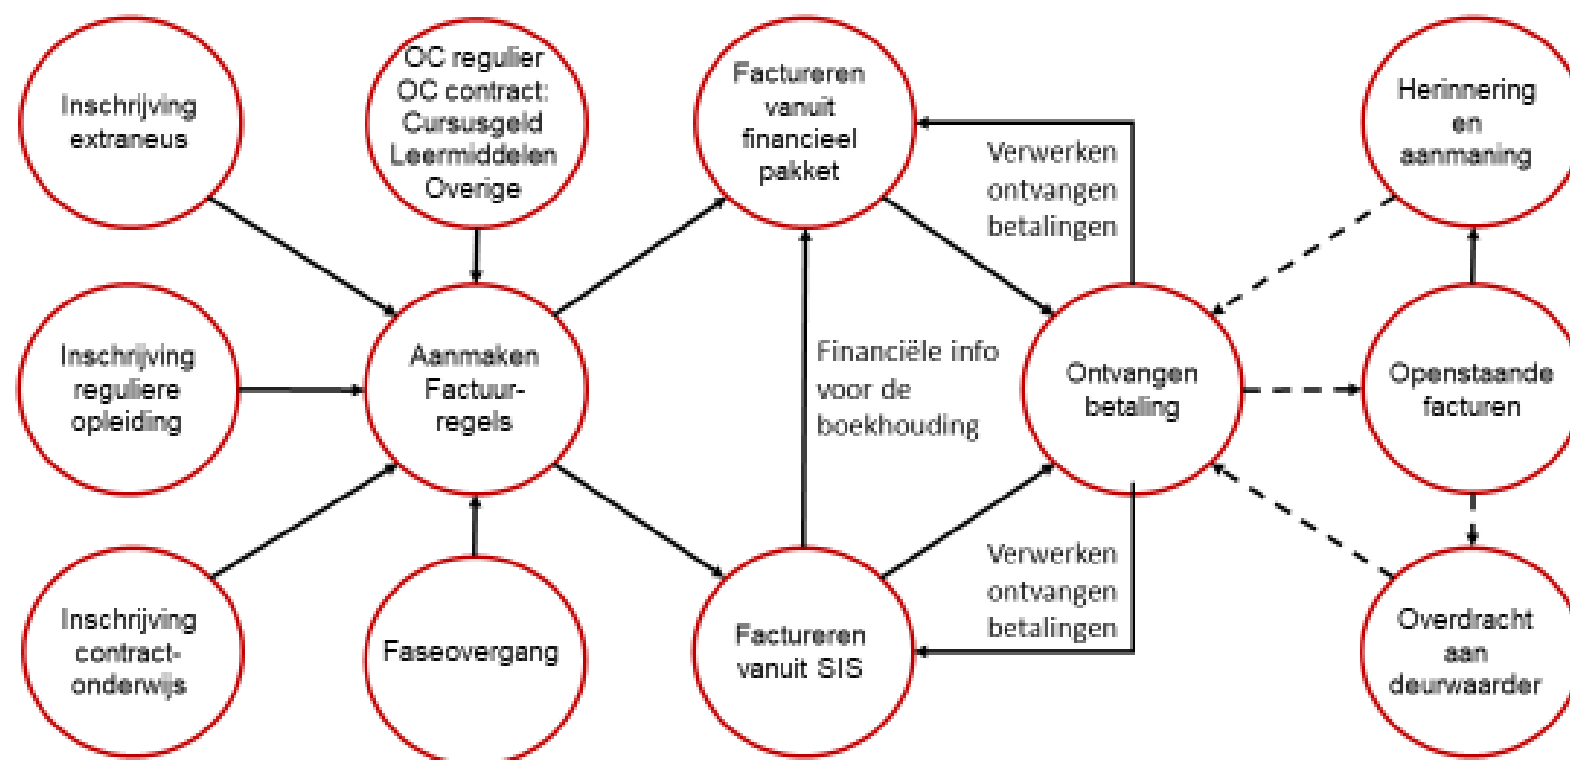 Inschrijving
extraneus
OC regulier
OC contract:
Cursusgeld
Leermiddelen
Overige
Factureren
vanuit
financieel
pakket
Verwerken
ontvangen
betalingen
Herinnering
en
aanmaning
Inschrijving
reguliere
opleiding
Aanmaken
Factuur-
regels
Financiële info
voor de
boekhouding
Ontvangen
betaling
Openstaande
facturen
Inschrijving
contract-
onderwijs
Faseovergang
Factureren
vanuit SIS
Verwerken
ontvangen
betalingen
Overdracht
aan
deurwaarder